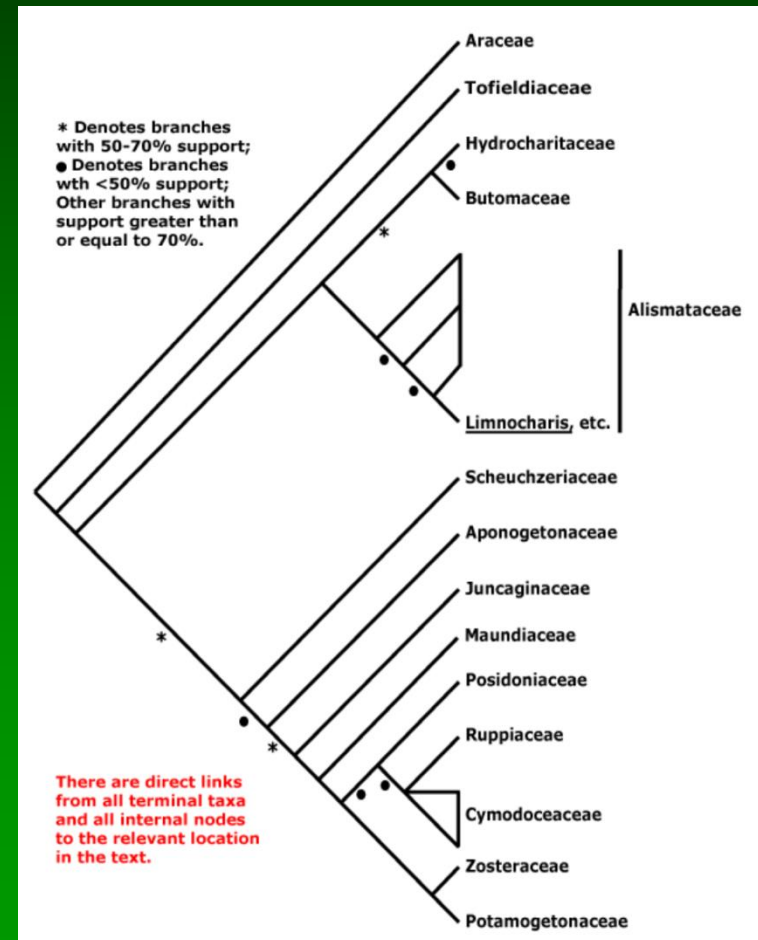 Araceae
Tofieldiaceae
* Denotes branches
with 50-70% support;
● Denotes branches
wth <50% support;
Other branches with
support greater than
or equal to 70%.
Hydrocharitaceae
●
Butomaceae
*
Alismataceae
●
●
Limnocharis, etc.
Scheuchzeriaceae
Aponogetonaceae
Juncaginaceae
Maundiaceae
*
Posidoniaceae
●
*
Ruppiaceae
●
●
There are direct links
from all terminal taxa
and all internal nodes
to the relevant location
in the text.
Cymodoceaceae
Zosteraceae
Potamogetonaceae